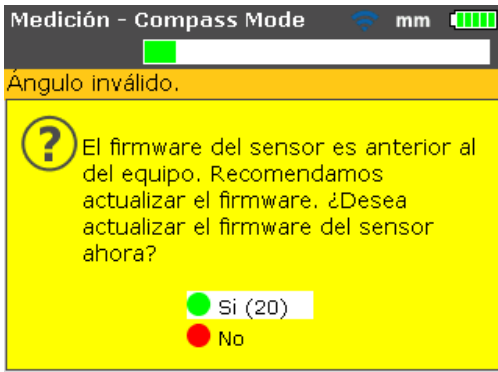 Medición - Compass Mode mm
Ángulo inválido.
?
El firmware del sensor es anterior al
del equipo. Recomendamos
actualizar el firmware. ¿Desea
actualizar el firmware del sensor
ahora?
Si (20)
No